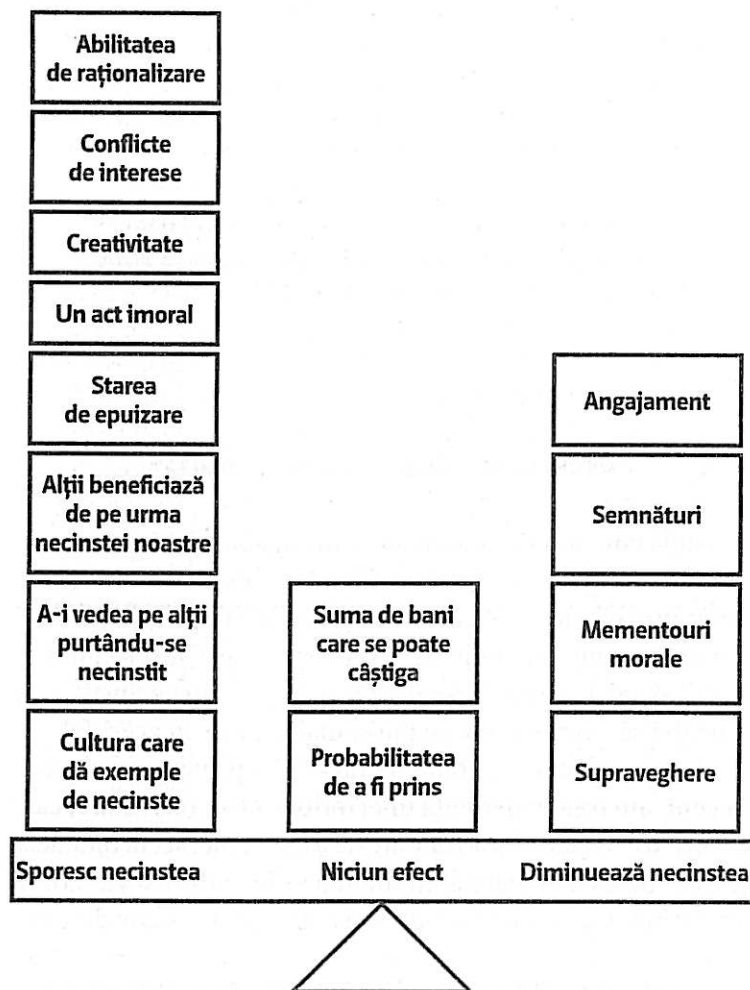 Abilitatea
de raționalizare
Conflicte
de interese
Creativitate
Un act imoral
Starea
de epuizare
Alții beneficiază
de pe urma
necinstei noastre
A-i vedea pe alții
purtându-se
necinstit
Cultura care
dă exemple
de necinste
Suma de bani
care se poate
câștiga
Probabilitatea
de a fi prins
Angajament
Semnături
Mementouri
morale
Supraveghere
Sporesc necinstea
Niciun efect
Diminuează necinstea